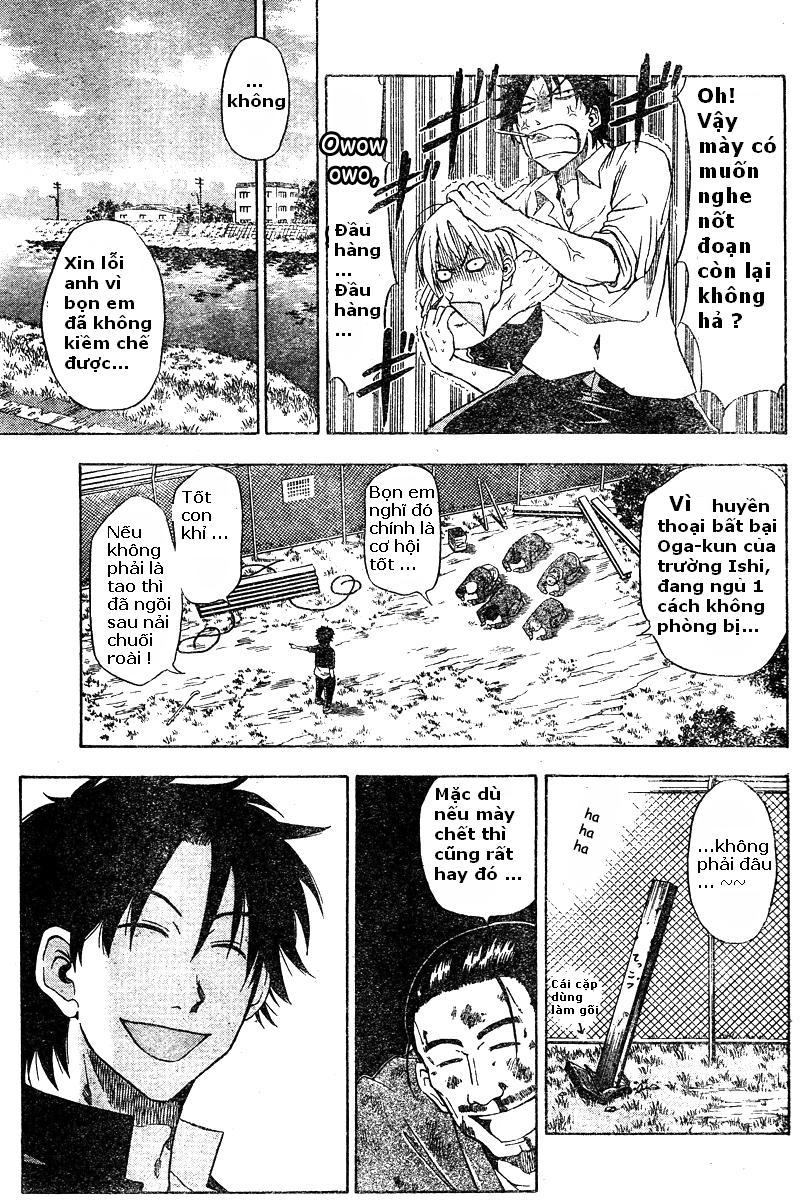 Oh!
Vậy
mày có
muốn
nghe
nốt
đoạn
còn lại
không
hả ?
Owow
owo,
Đầu
hàng
...
Đầu
hàng
...
...
không
Xin lỗi
anh vì
bọn em
đã không
kiềm chế
được...
Vì huyền
thoại bất bại
Oga-kun của
trường Ishi,
đang ngủ 1
cách không
phòng bị...
Bọn em
nghĩ đó
chính là
cơ hội
tốt ...
Tốt
con
khỉ ...
Nếu
không
phải là
tao thì
đã ngồi
sau nải
chuối
roài !
...không
phải đâu
... ~~
ha
ha
ha
Cái cặp
dùng
làm gối
てっこつ
Mặc dù
nếu mày
chết thì
cũng rất
hay đó ...